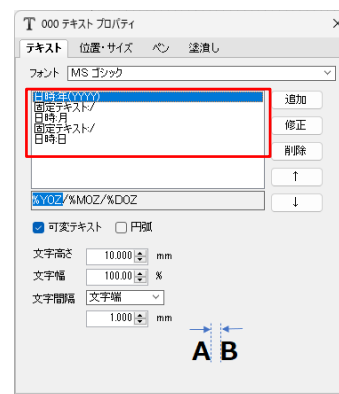 T 000 テキスト プロパティ ×
テキスト 位置・サイズ ペン 塗潰し
フォント MS ゴシック
日時:年(YYYY)
固定テキスト:/
日時:月
固定テキスト:/
日時:日
追加
修正
削除
↑
↓
%YOZ/%MOZ/%DOZ
可変テキスト 円弧
文字高さ 10.000 mm
文字幅 100.00 %
文字間隔 文字端
1.000 mm
A B